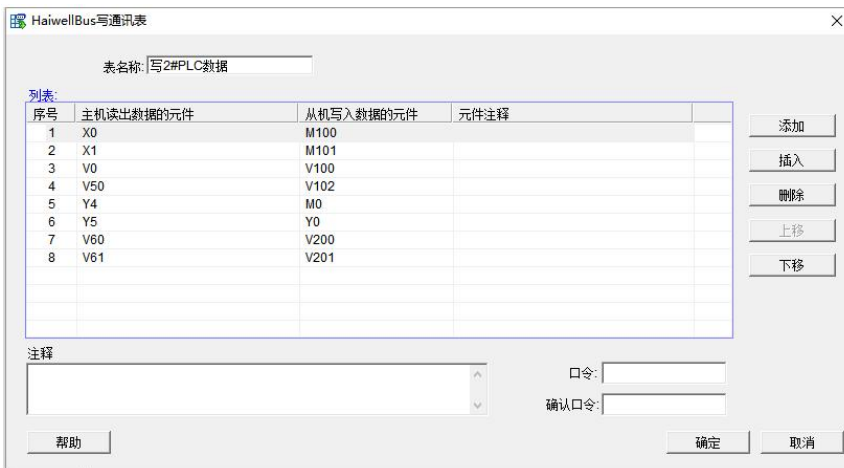 HaiwellBus写通讯表
表名称: 写2#PLC数据
列表:
序号 主机读出数据的元件 从机写入数据的元件 元件注释
1 X0 M100
2 X1 M101
3 V0 V100
4 V50 V102
5 Y4 M0
6 Y5 Y0
7 V60 V200
8 V61 V201
添加
插入
删除
上移
下移
注释
口令:
确认口令:
帮助 确定 取消